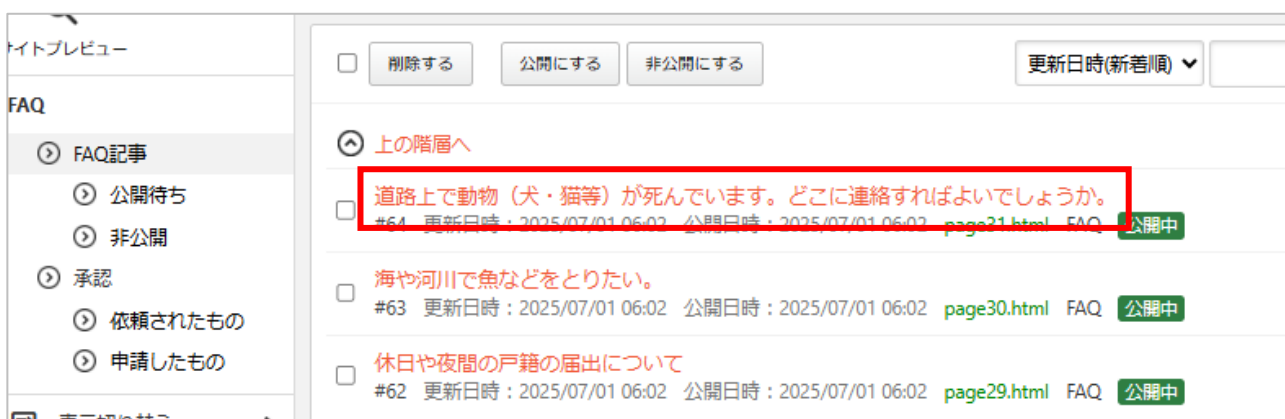 サイトプレビュー
FAQ
FAQ記事
公開待ち
非公開
承認
依頼されたもの
申請したもの
削除する 公開にする 非公開にする 更新日時(新着順)
上の階層へ
道路上で動物（犬・猫等）が死んでいます。どこに連絡すればよいでしょうか。
#64 更新日時：2025/07/01 06:02 公開日時：2025/07/01 06:02 page31.html FAQ 公開中
海や河川で魚などをとりたい。
#63 更新日時：2025/07/01 06:02 公開日時：2025/07/01 06:02 page30.html FAQ 公開中
休日や夜間の戸籍の届出について
#62 更新日時：2025/07/01 06:02 公開日時：2025/07/01 06:02 page29.html FAQ 公開中